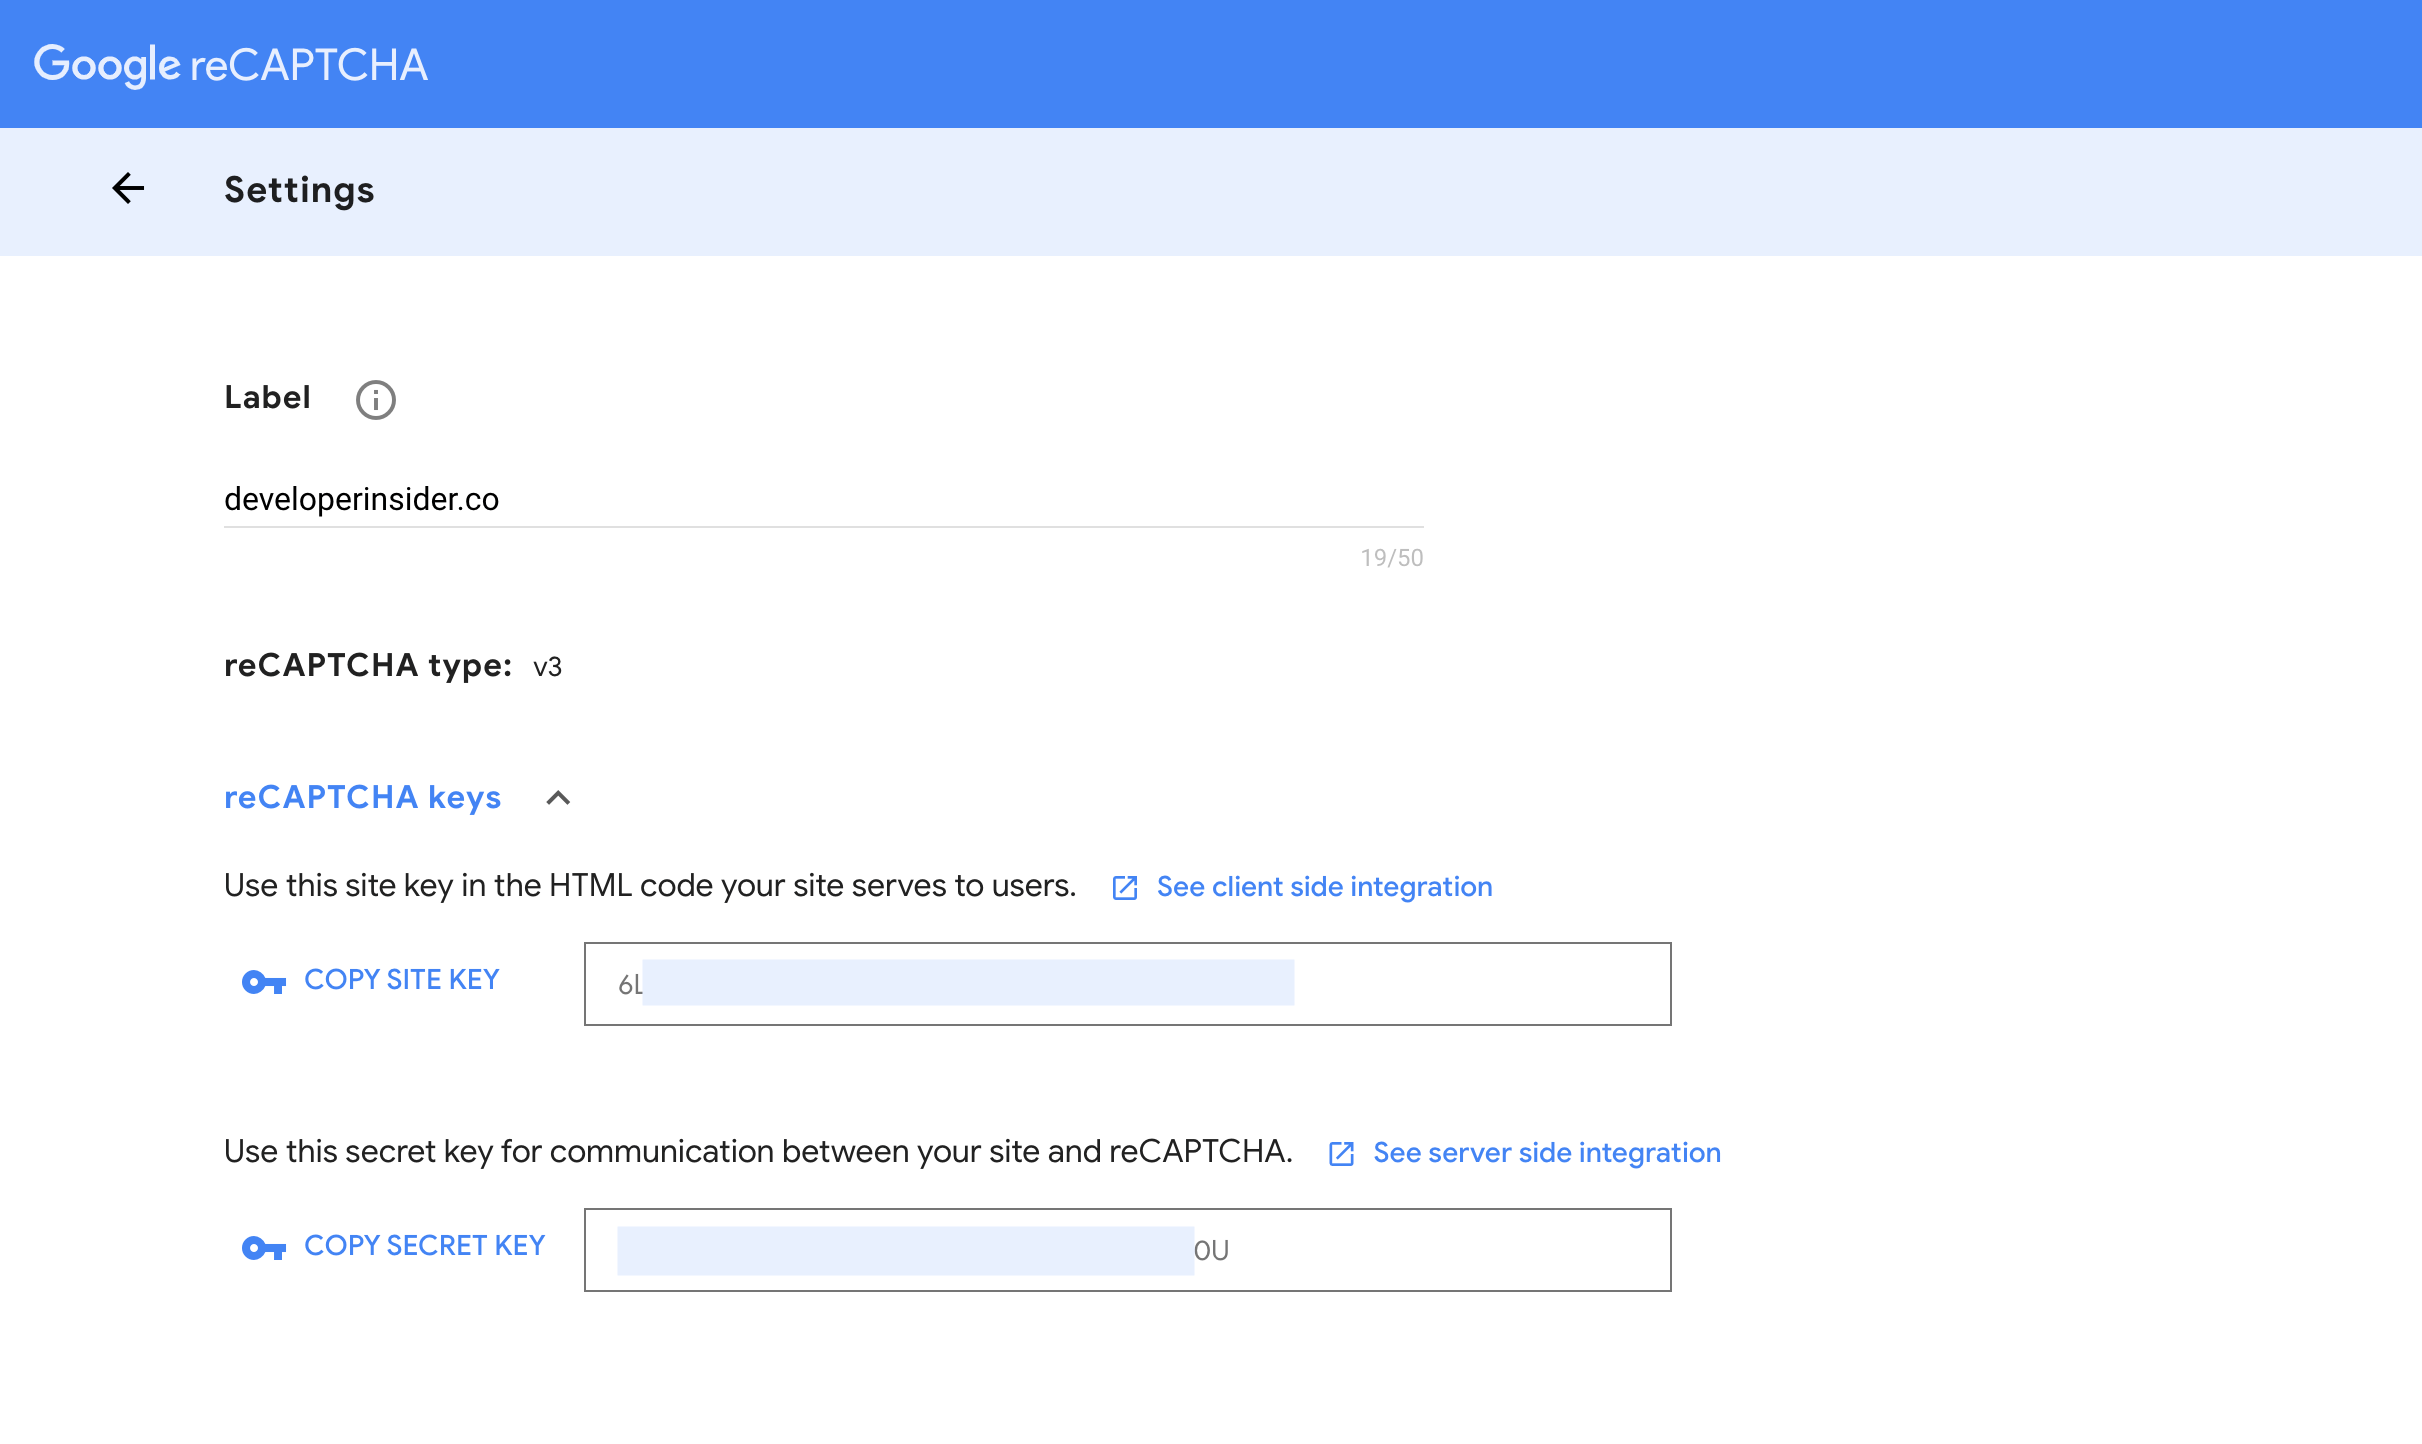 Google reCAPTCHA
Settings
Label
developerinsider.co
19/50
reCAPTCHA type: v3
reCAPTCHA keys
Use this site key in the HTML code your site serves to users. See client side integration
COPY SITE KEY 6L
Use this secret key for communication between your site and reCAPTCHA. See server side integration
COPY SECRET KEY 0U